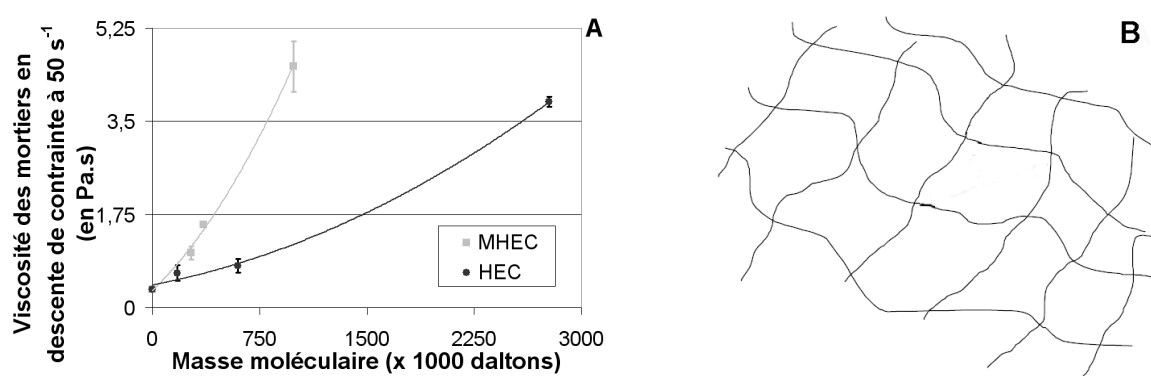 A
B
Viscosité des mortiers en
descente de contrainte à 50 s⁻¹
(en Pa.s)
5,25
3,5
1,75
0
MHEC
HEC
0 750 1500 2250 3000
Masse moléculaire (x 1000 daltons)